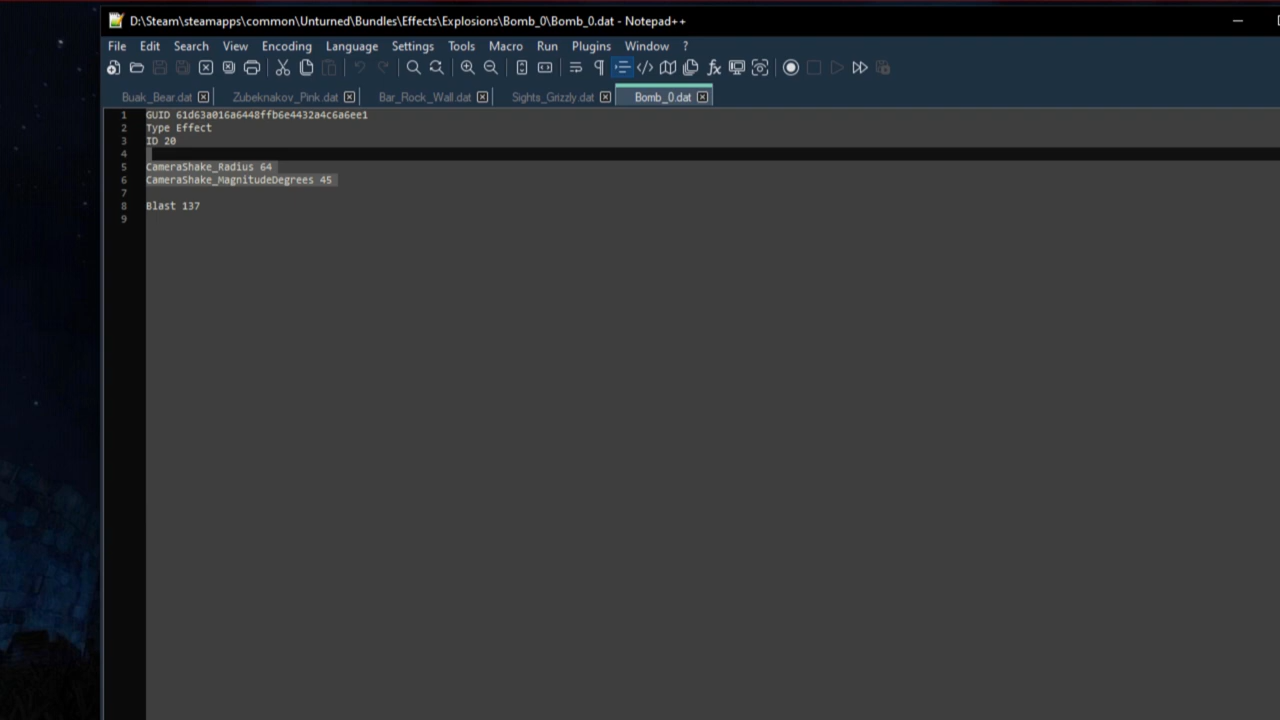 D:\Steam\steamapps\common\Unturned\Bundles\Effects\Explosions\Bomb_0\Bomb_0.dat - Notepad++
File Edit Search View Encoding Language Settings Tools Macro Run Plugins Window ?
Buak_Bear.dat Zubeknakov_Pink.dat Bar_Rock_Wall.dat Sights_Grizzly.dat Bomb_0.dat
1 GUID 61d63a016a6448ffb6e4432a4c6a6ee1
2 Type Effect
3 ID 20
4
5 CameraShake_Radius 64
6 CameraShake_MagnitudeDegrees 45
7
8 Blast 137
9